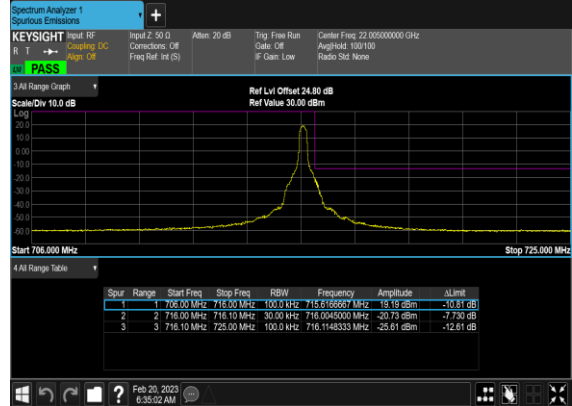 Spectrum Analyzer 1
Spurious Emissions
+
KEYSIGHT Input: RF Input Z: 50 Ω Atten: 20 dB Trig: Free Run Center Freq: 22.005000000 GHz
R T Coupling: DC Corrections: Off Gate: Off Avg|Hold: 100/100
Align: Off Freq Ref: Int (S) IF Gain: Low Radio Std: None
PASS
3 All Range Graph
Ref Lvl Offset 24.80 dB
Scale/Div 10.0 dB Ref Value 30.00 dBm
Log
20.0
10.0
0.00
-10.0
-20.0
-30.0
-40.0
-50.0
-60.0
Start 706.000 MHz Stop 725.000 MHz
4 All Range Table
Spur Range Start Freq Stop Freq RBW Frequency Amplitude ΔLimit
1 1 706.00 MHz 716.00 MHz 100.0 kHz 715.6166667 MHz 19.19 dBm -10.81 dB
2 2 716.00 MHz 716.10 MHz 30.00 kHz 716.0045000 MHz -20.73 dBm -7.730 dB
3 3 716.10 MHz 725.00 MHz 100.0 kHz 716.1148333 MHz -25.61 dBm -12.61 dB
? Feb 20, 2023
6:35:02 AM